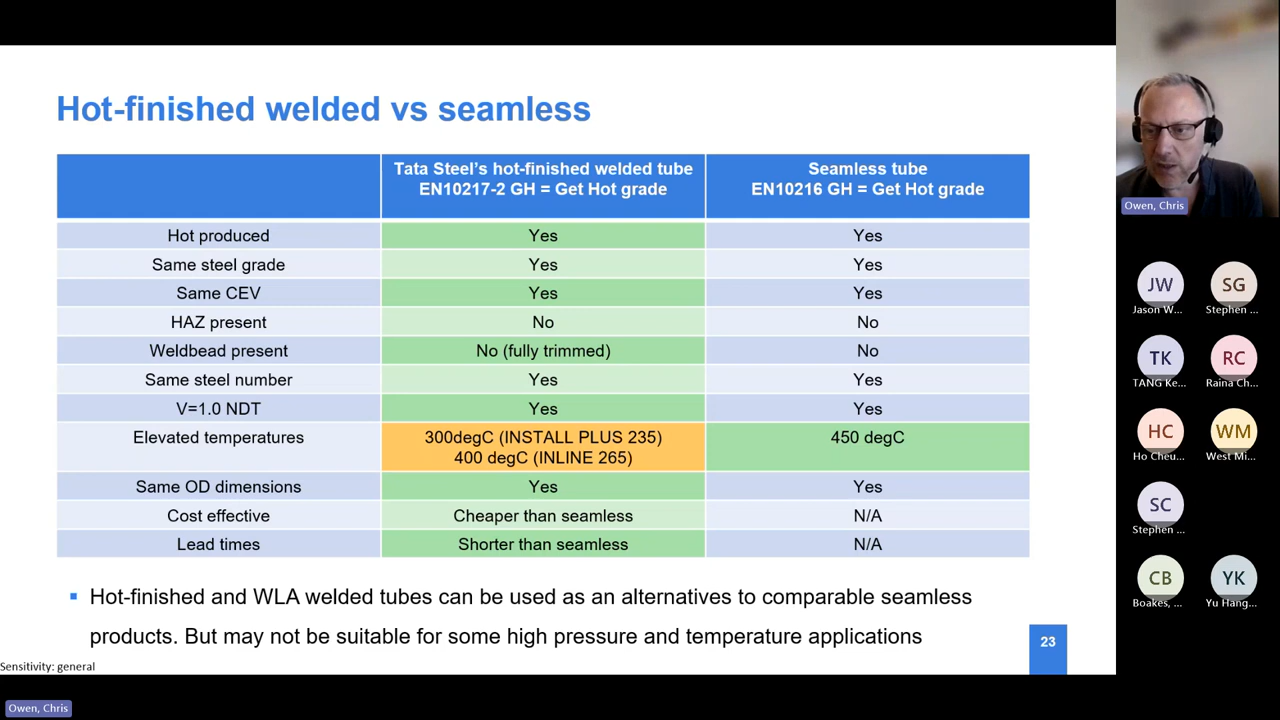 Hot-finished welded vs seamless
Tata Steel's hot-finished welded tube
EN10217-2 GH = Get Hot grade
Seamless tube
EN10216 GH = Get Hot grade
Hot produced Yes Yes
Same steel grade Yes Yes
Same CEV Yes Yes
HAZ present No No
Weldbead present No (fully trimmed) No
Same steel number Yes Yes
V=1.0 NDT Yes Yes
Elevated temperatures 300degC (INSTALL PLUS 235) 450 degC
400 degC (INLINE 265)
Same OD dimensions Yes Yes
Cost effective Cheaper than seamless N/A
Lead times Shorter than seamless N/A
▪ Hot-finished and WLA welded tubes can be used as an alternatives to comparable seamless
products. But may not be suitable for some high pressure and temperature applications
23
Sensitivity: general
Owen, Chris
Owen, Chris
JW SG
Jason W... Stephen ...
TK RC
TANG Ke... Raina Ch...
HC WM
Ho Cheu... West Mi...
SC
Stephen ...
CB YK
Boakes, ... Yu Hang...